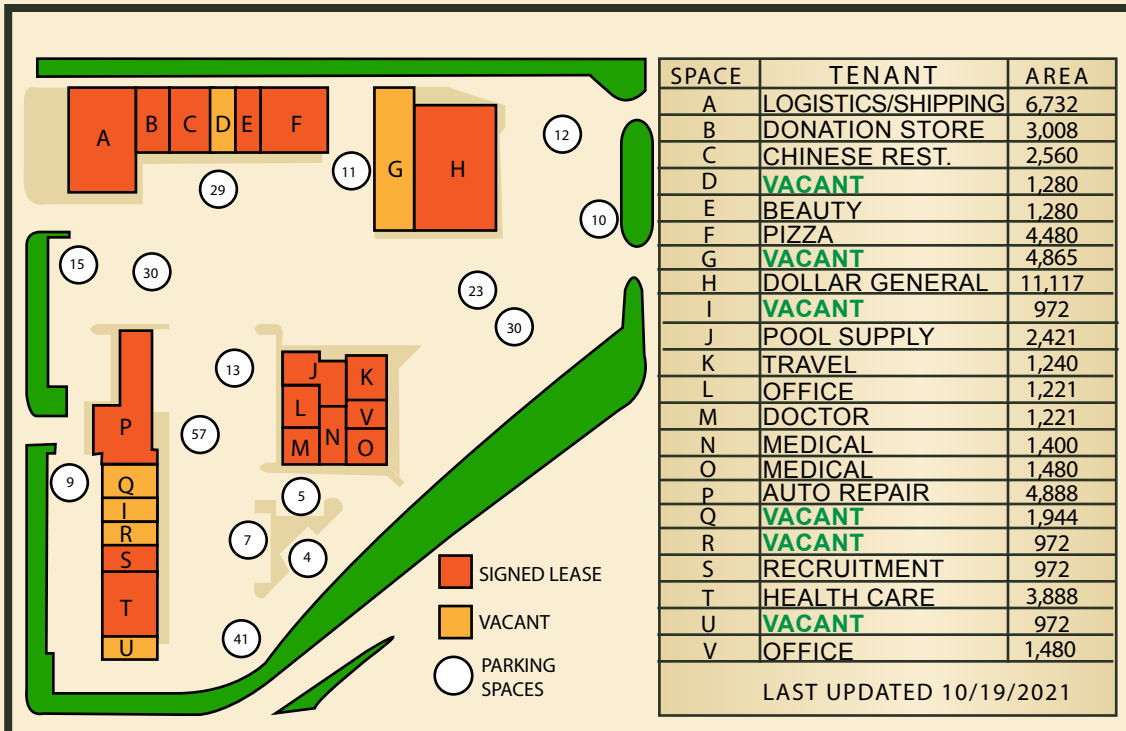 A
B
C
D
E
F
G
H
12
11
29
10
15
30
23
30
13
J
K
L
V
N
M
O
P
57
9
Q
I
R
S
T
U
5
7
4
41
SIGNED LEASE
VACANT
PARKING
SPACES
SPACE TENANT AREA
A LOGISTICS/SHIPPING 6,732
B DONATION STORE 3,008
C CHINESE REST. 2,560
D VACANT 1,280
E BEAUTY 1,280
F PIZZA 4,480
G VACANT 4,865
H DOLLAR GENERAL 11,117
I VACANT 972
J POOL SUPPLY 2,421
K TRAVEL 1,240
L OFFICE 1,221
M DOCTOR 1,221
N MEDICAL 1,400
O MEDICAL 1,480
P AUTO REPAIR 4,888
Q VACANT 1,944
R VACANT 972
S RECRUITMENT 972
T HEALTH CARE 3,888
U VACANT 972
V OFFICE 1,480
LAST UPDATED 10/19/2021